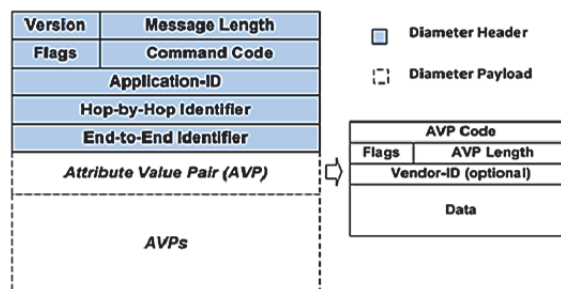 Version Message Length
Flags Command Code
Application-ID
Hop-by-Hop Identifier
End-to-End Identifier
Attribute Value Pair (AVP)
AVPs
Diameter Header
Diameter Payload
AVP Code
Flags AVP Length
Vendor-ID (optional)
Data